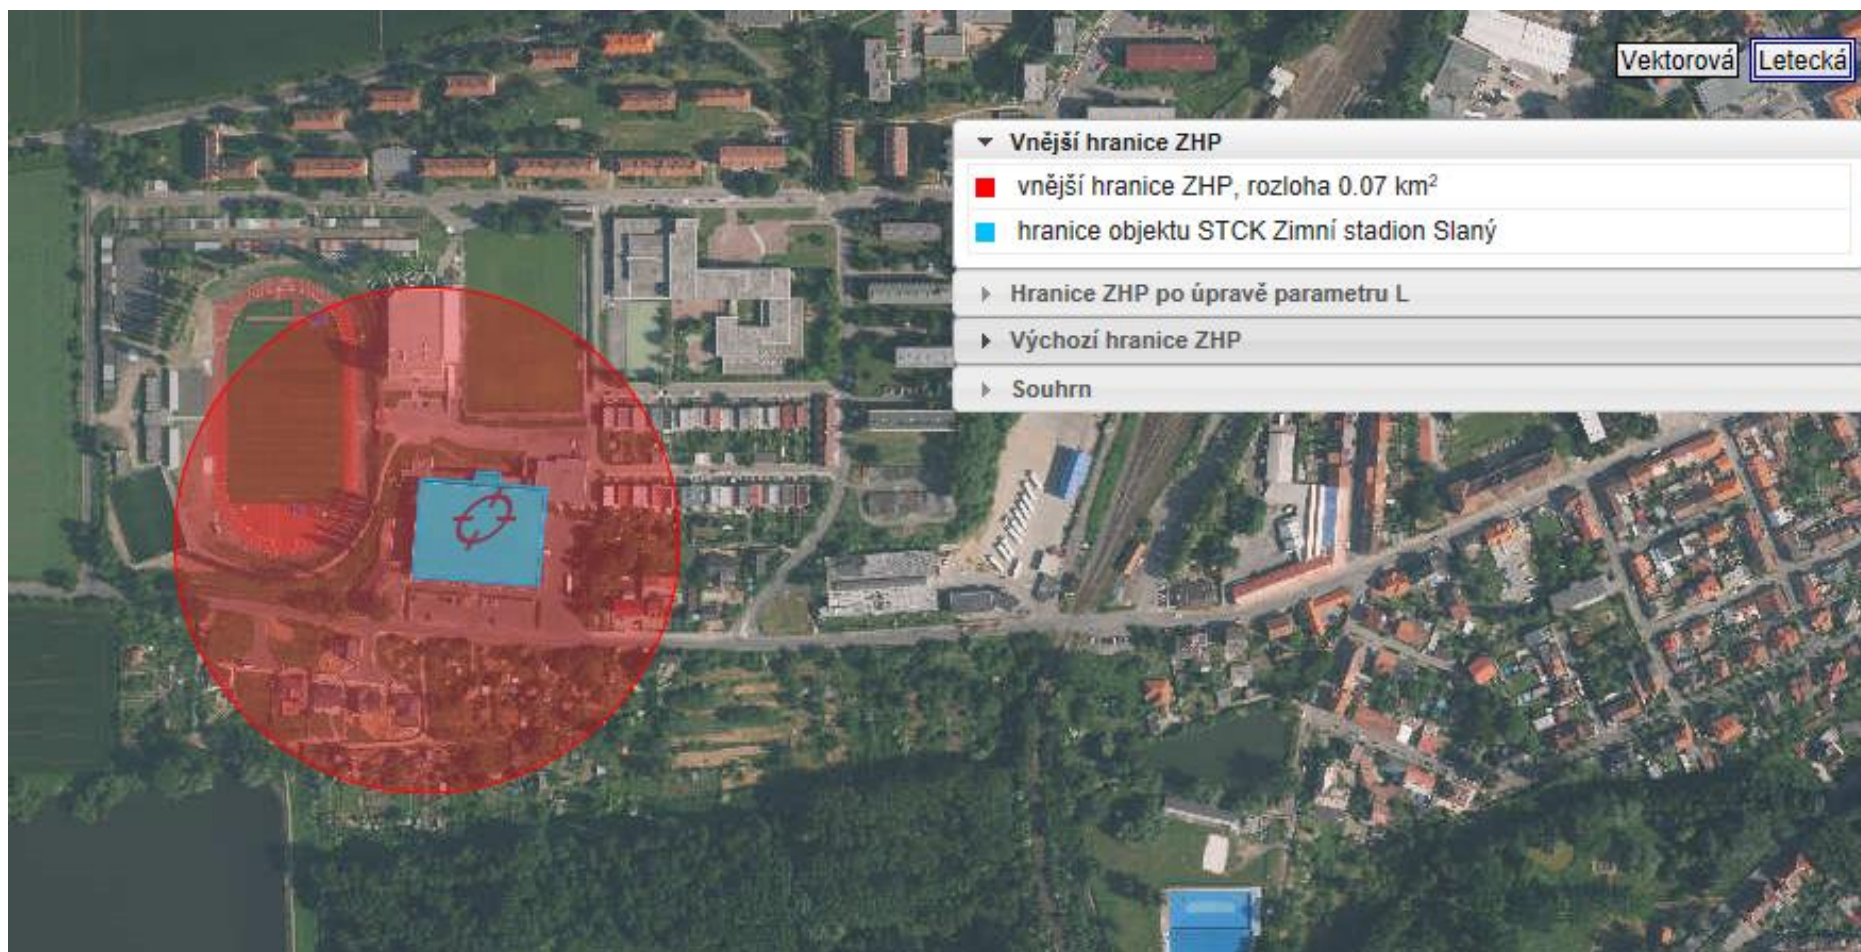 Vektorová Letecká
Vnější hranice ZHP
vnější hranice ZHP, rozloha 0.07 km²
hranice objektu STCK Zimní stadion Slaný
Hranice ZHP po úpravě parametru L
Výchozí hranice ZHP
Souhrn